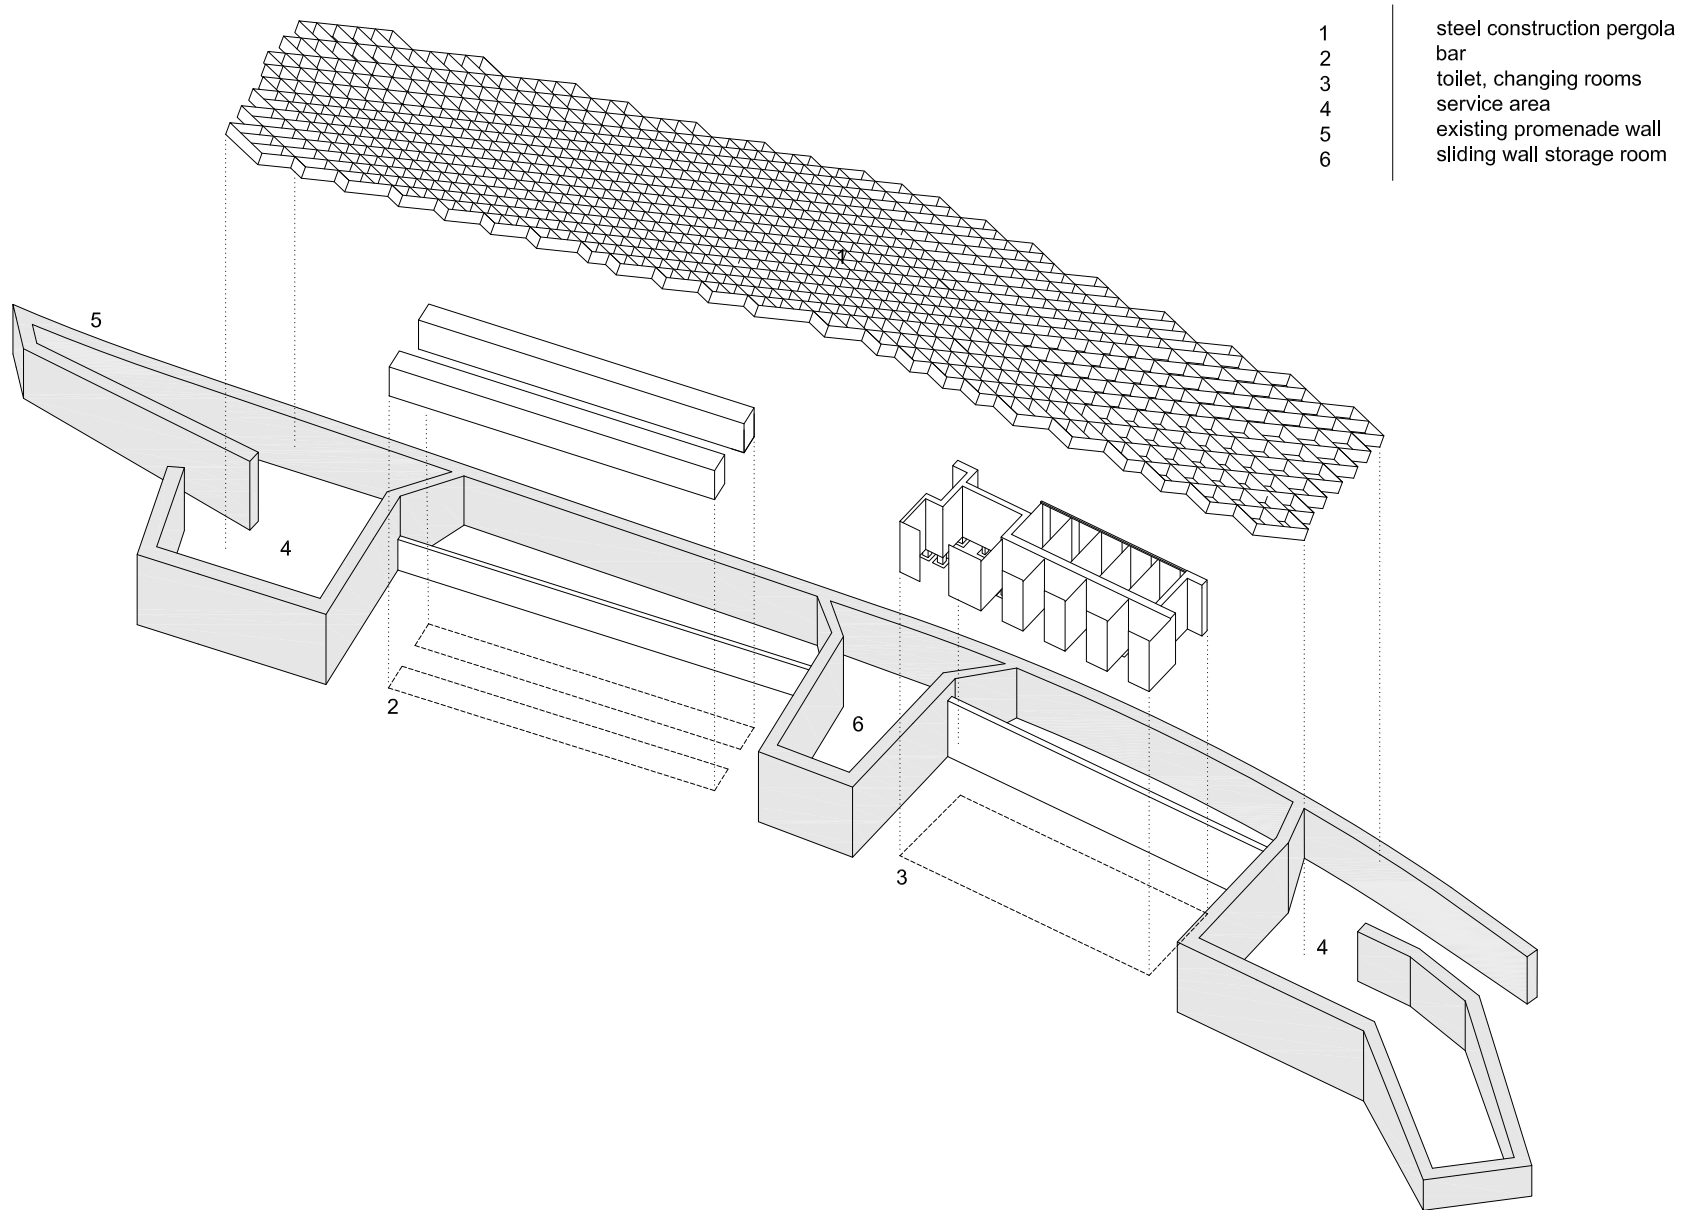 1 steel construction pergola
2 bar
3 toilet, changing rooms
4 service area
5 existing promenade wall
6 sliding wall storage room
1
5
4
2
6
3
4